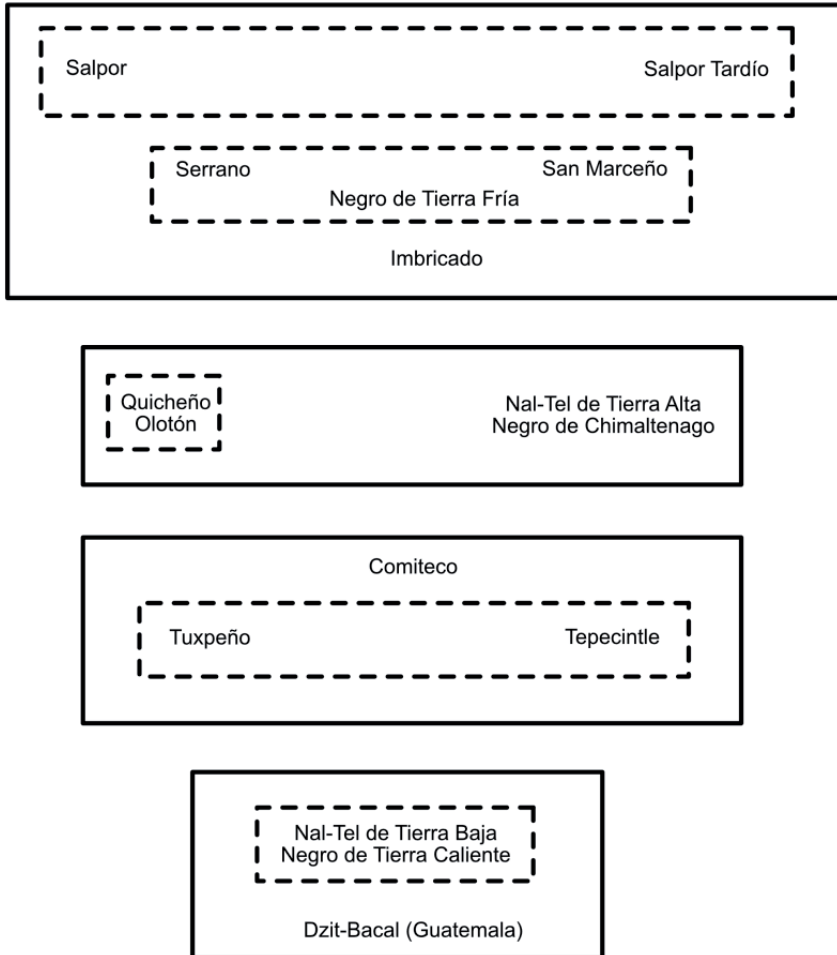 Salpor
Salpor Tardío
Serrano
San Marceño
Negro de Tierra Fría
Imbricado
Quicheño
Olotón
Nal-Tel de Tierra Alta
Negro de Chimaltenago
Comiteco
Tuxpeño
Tepecintle
Nal-Tel de Tierra Baja
Negro de Tierra Caliente
Dzit-Bacal (Guatemala)